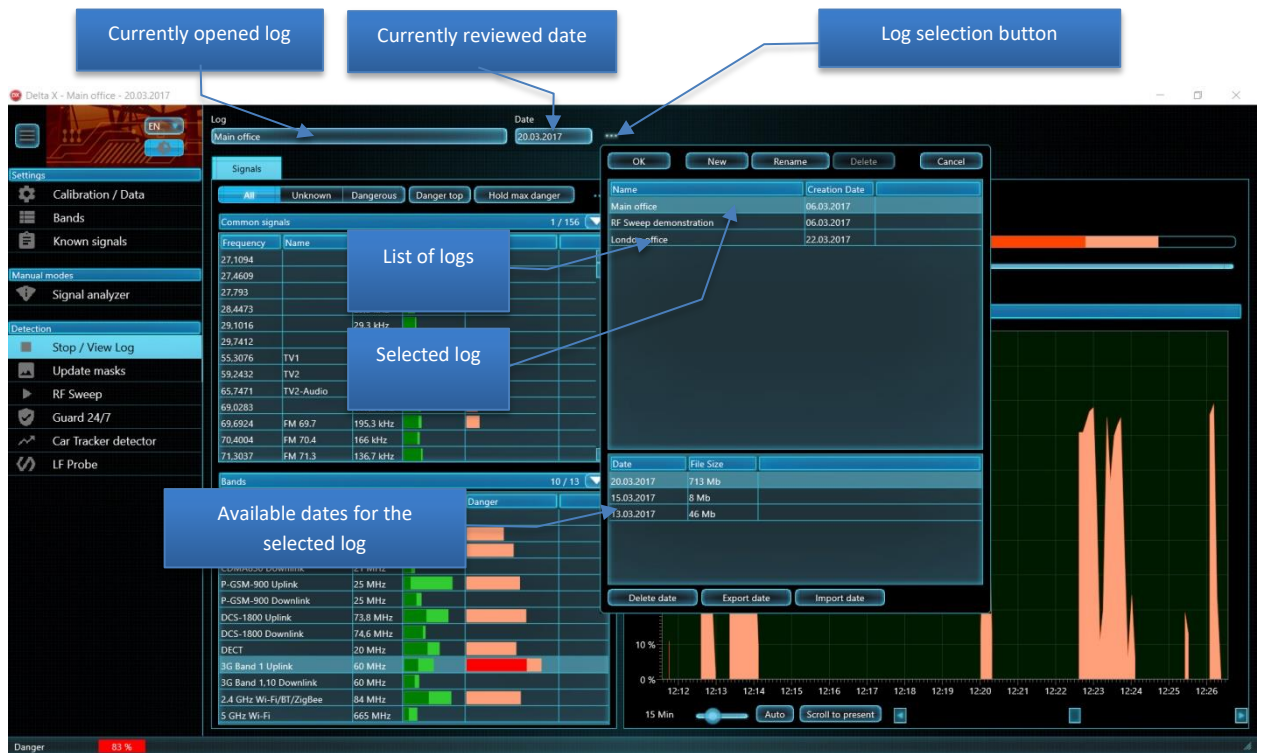 Currently opened log
Currently reviewed date
Log selection button
Delta X - Main office - 20.03.2017
EN
Log
Date
Main office
20.03.2017
Settings
Calibration / Data
Bands
Known signals
Manual modes
Signal analyzer
Detection
Stop / View Log
Update masks
RF Sweep
Guard 24/7
Car Tracker detector
LF Probe
Signals
All
Unknown
Dangerous
Danger top
Hold max danger
Common signals
1 / 156
Frequency
Name
27,1094
27,4609
27,793
28,4473
29,1016
29.3 kHz
29,7412
55,3076
TV1
59,2432
TV2
65,7471
TV2-Audio
69,0283
69,6924
FM 69.7
195.3 kHz
70,4004
FM 70.4
166 kHz
71,3037
FM 71.3
136,7 kHz
List of logs
Selected log
Bands
10 / 13
Danger
Available dates for the
selected log
P-GSM-900 Uplink
25 MHz
P-GSM-900 Downlink
25 MHz
DCS-1800 Uplink
73,8 MHz
DCS-1800 Downlink
74,6 MHz
DECT
20 MHz
3G Band 1 Uplink
60 MHz
3G Band 1,10 Downlink
60 MHz
2.4 GHz Wi-Fi/BT/ZigBee
84 MHz
5 GHz Wi-Fi
665 MHz
OK
New
Rename
Delete
Cancel
Name
Creation Date
Main office
06.03.2017
RF Sweep demonstration
06.03.2017
London office
22.03.2017
Date
File Size
20.03.2017
713 Mb
15.03.2017
8 Mb
13.03.2017
46 Mb
Delete date
Export date
Import date
10 %
0 %
12:12
12:13
12:14
12:15
12:16
12:17
12:18
12:19
12:20
12:21
12:22
12:23
12:24
12:25
12:26
15 Min
Auto
Scroll to present
Danger
83 %